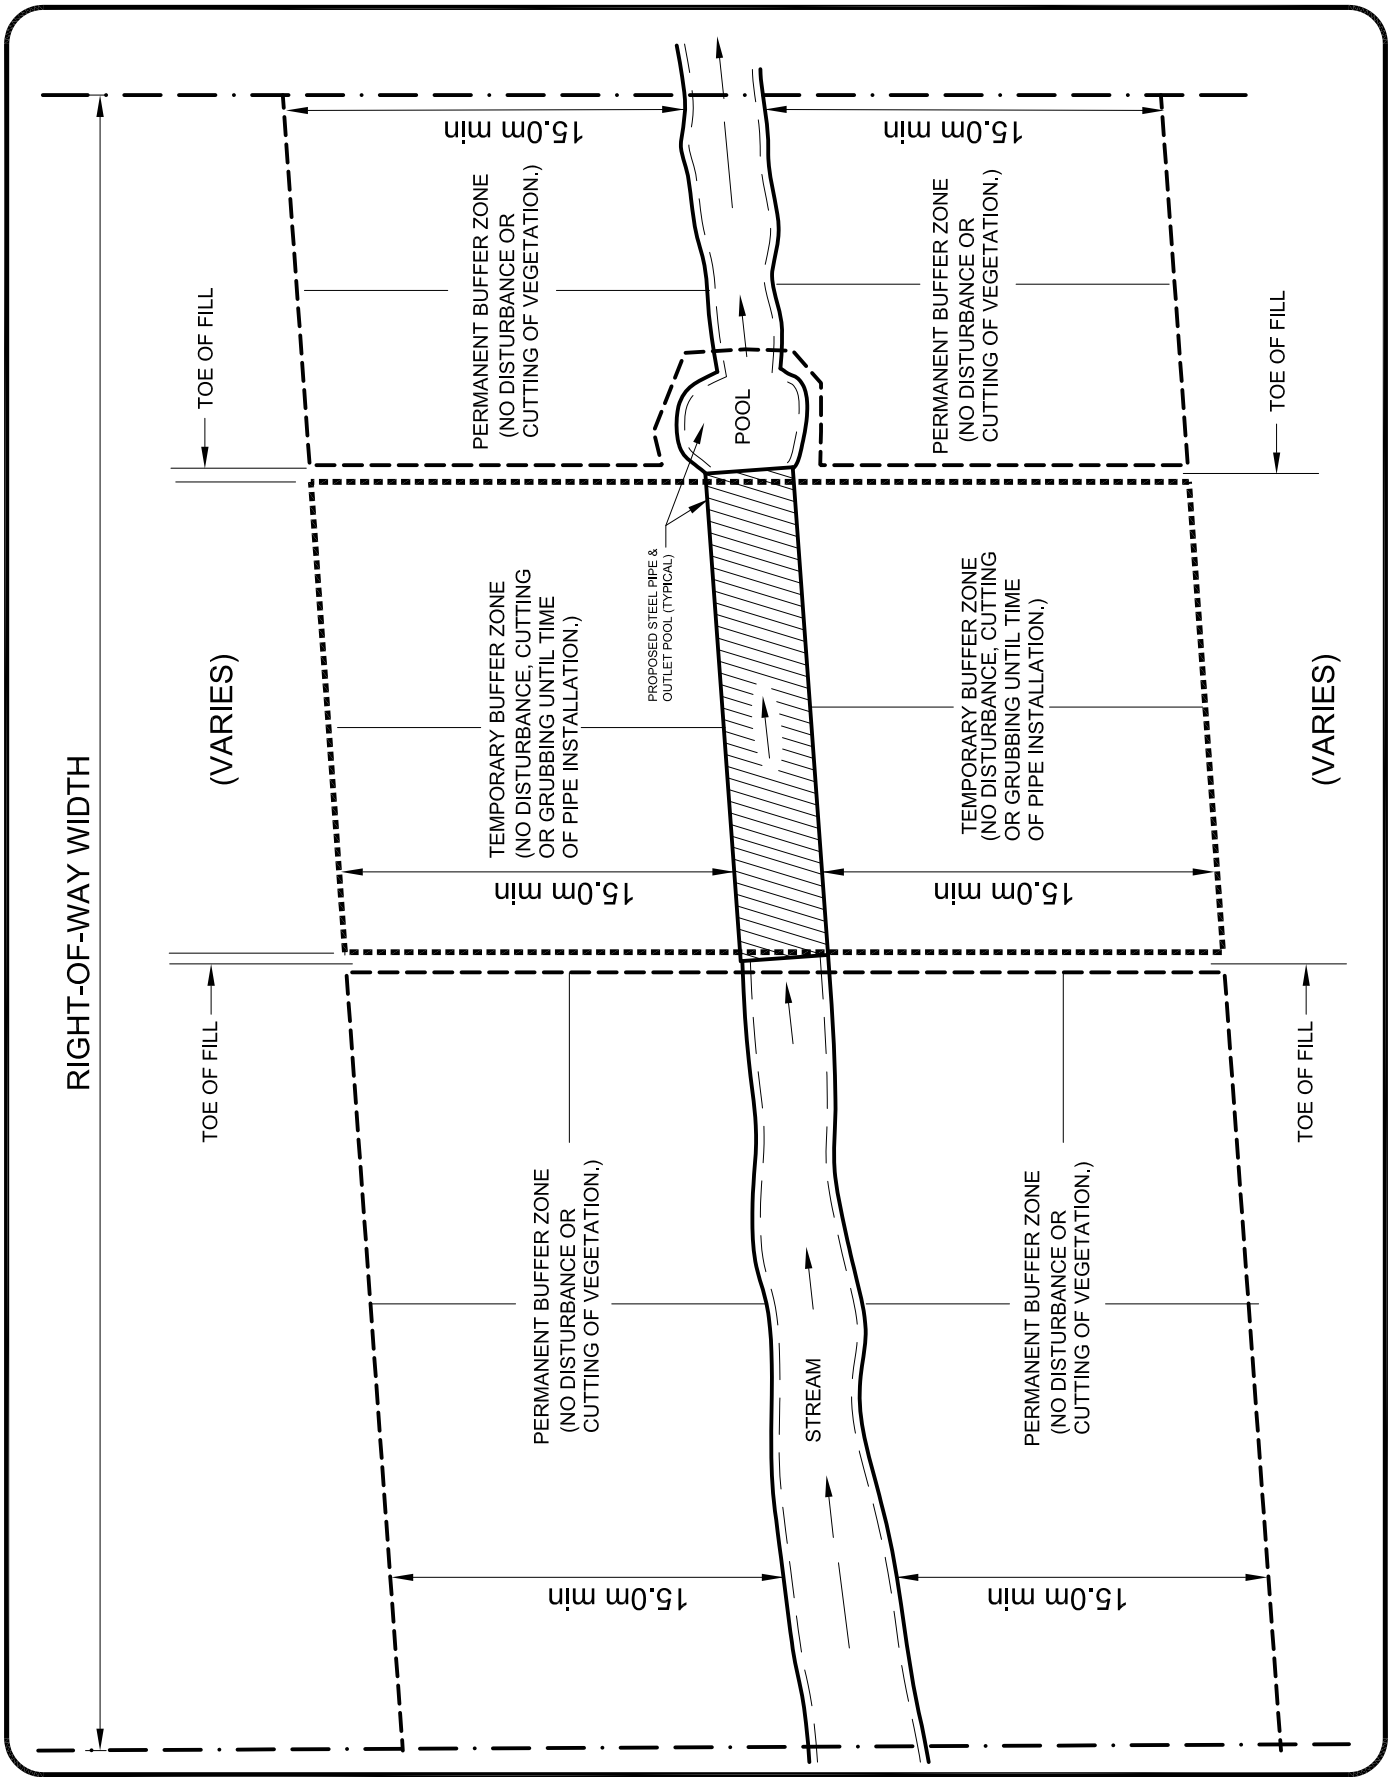 RIGHT-OF-WAY WIDTH
TOE OF FILL
(VARIES)
TOE OF FILL
15.0m min
PERMANENT BUFFER ZONE
(NO DISTURBANCE OR
CUTTING OF VEGETATION.)
TEMPORARY BUFFER ZONE
(NO DISTURBANCE, CUTTING
OR GRUBBING UNTIL TIME
OF PIPE INSTALLATION.)
15.0m min
PERMANENT BUFFER ZONE
(NO DISTURBANCE OR
CUTTING OF VEGETATION.)
15.0m min
PROPOSED STEEL PIPE &
OUTLET POOL (TYPICAL)
STREAM
POOL
15.0m min
PERMANENT BUFFER ZONE
(NO DISTURBANCE OR
CUTTING OF VEGETATION.)
15.0m min
TEMPORARY BUFFER ZONE
(NO DISTURBANCE, CUTTING
OR GRUBBING UNTIL TIME
OF PIPE INSTALLATION.)
PERMANENT BUFFER ZONE
(NO DISTURBANCE OR
CUTTING OF VEGETATION.)
15.0m min
TOE OF FILL
(VARIES)
TOE OF FILL